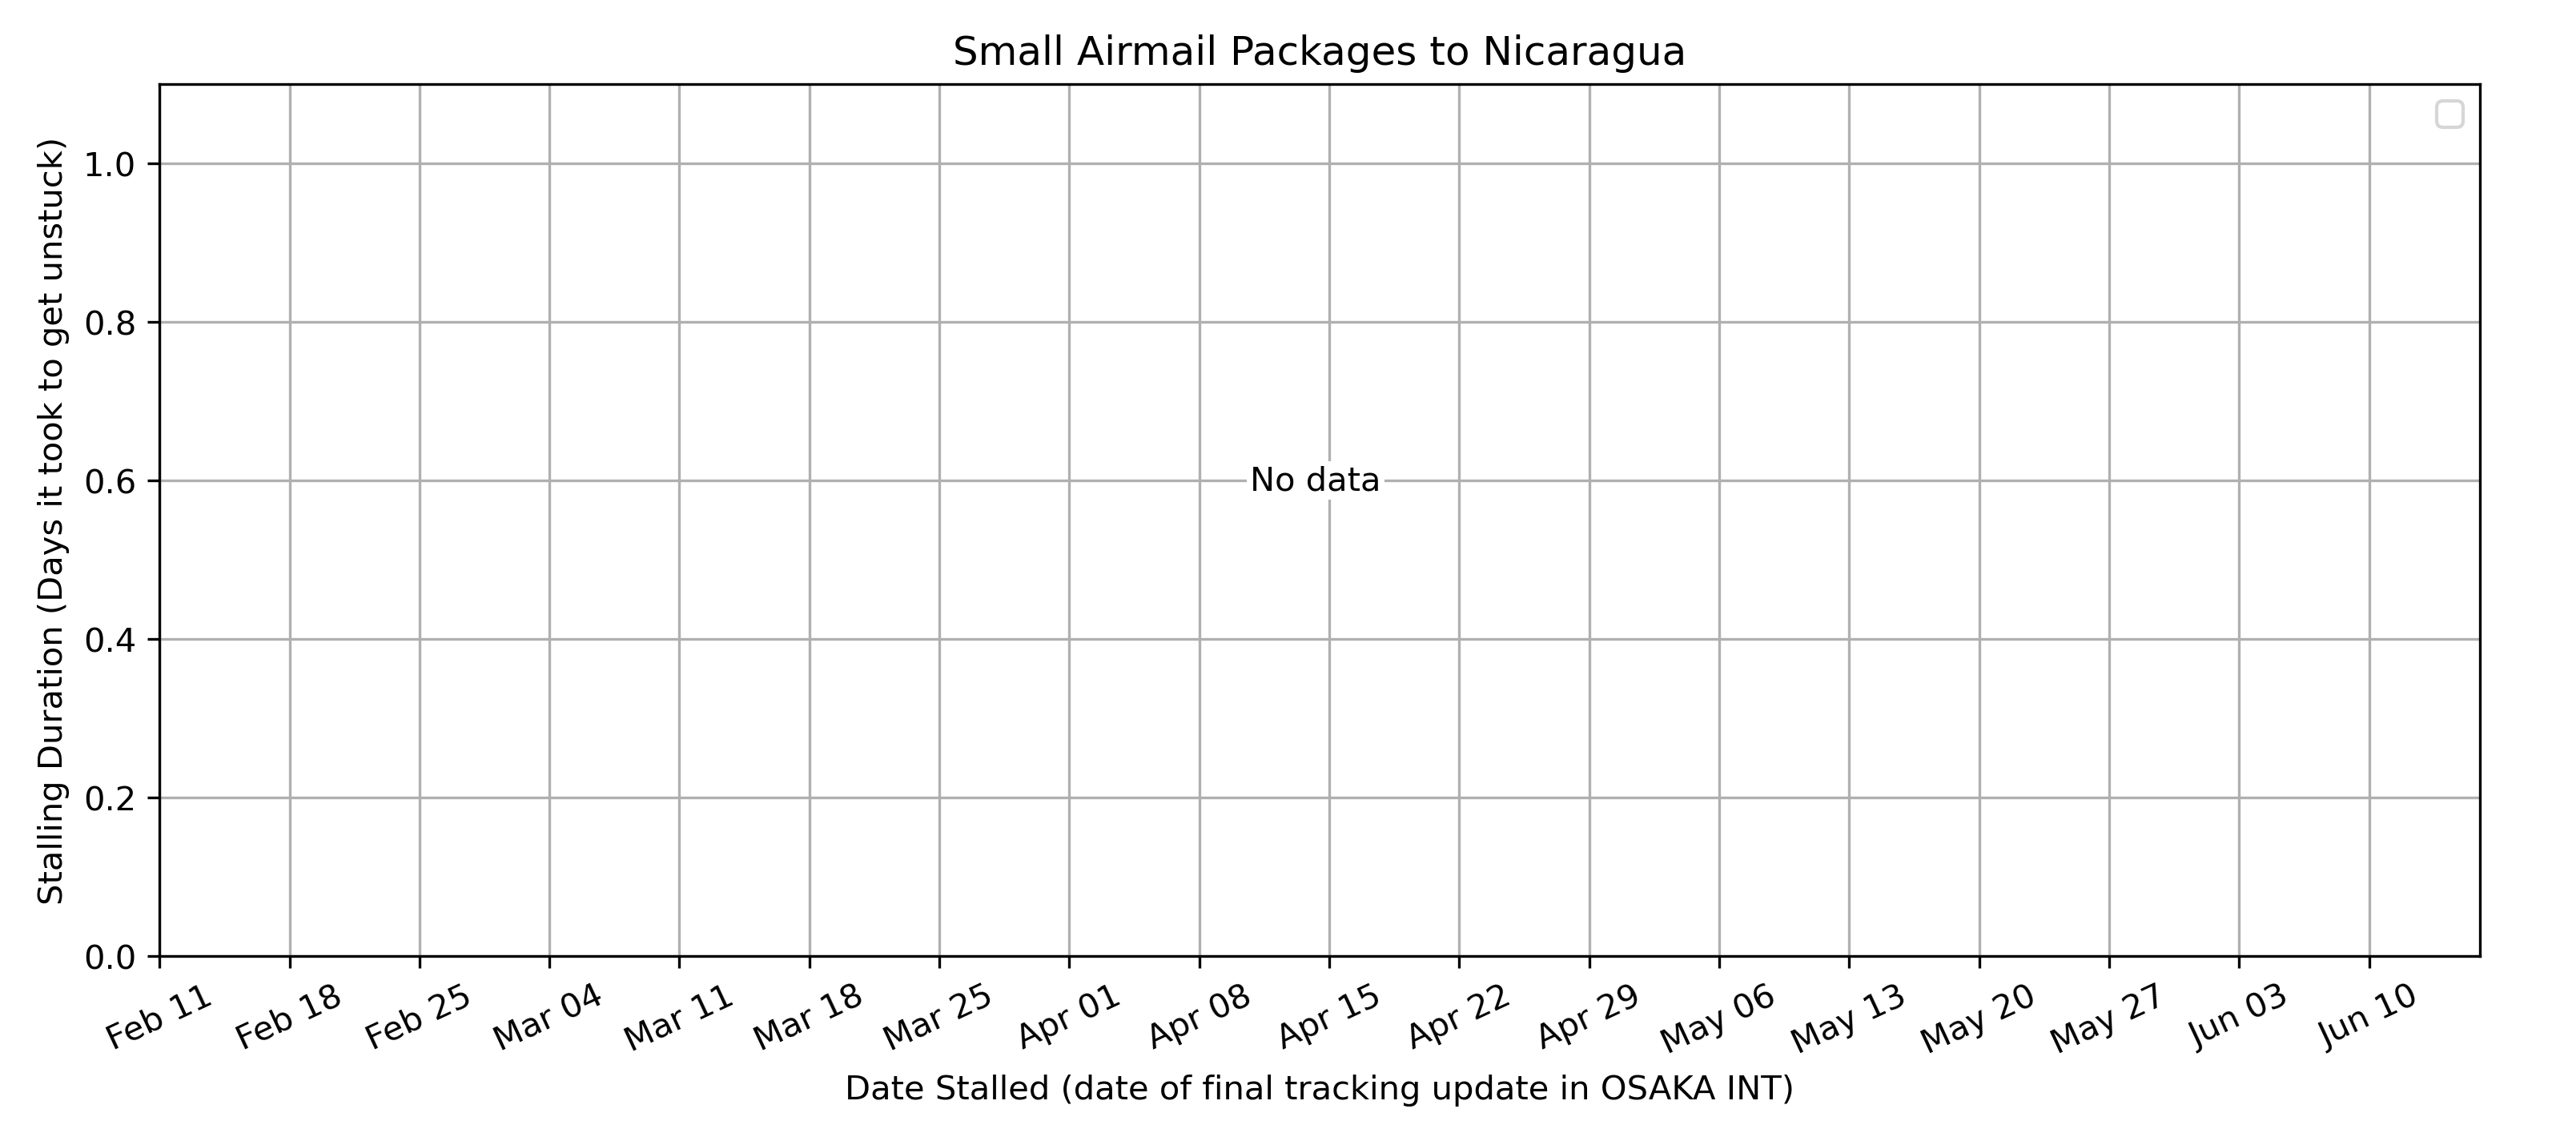 Small Airmail Packages to Nicaragua
Stalling Duration (Days it took to get unstuck)
1.0
0.8
0.6
0.4
0.2
0.0
No data
Feb 11 Feb 18 Feb 25 Mar 04 Mar 11 Mar 18 Mar 25 Apr 01 Apr 08 Apr 15 Apr 22 Apr 29 May 06 May 13 May 20 May 27 Jun 03 Jun 10
Date Stalled (date of final tracking update in OSAKA INT)